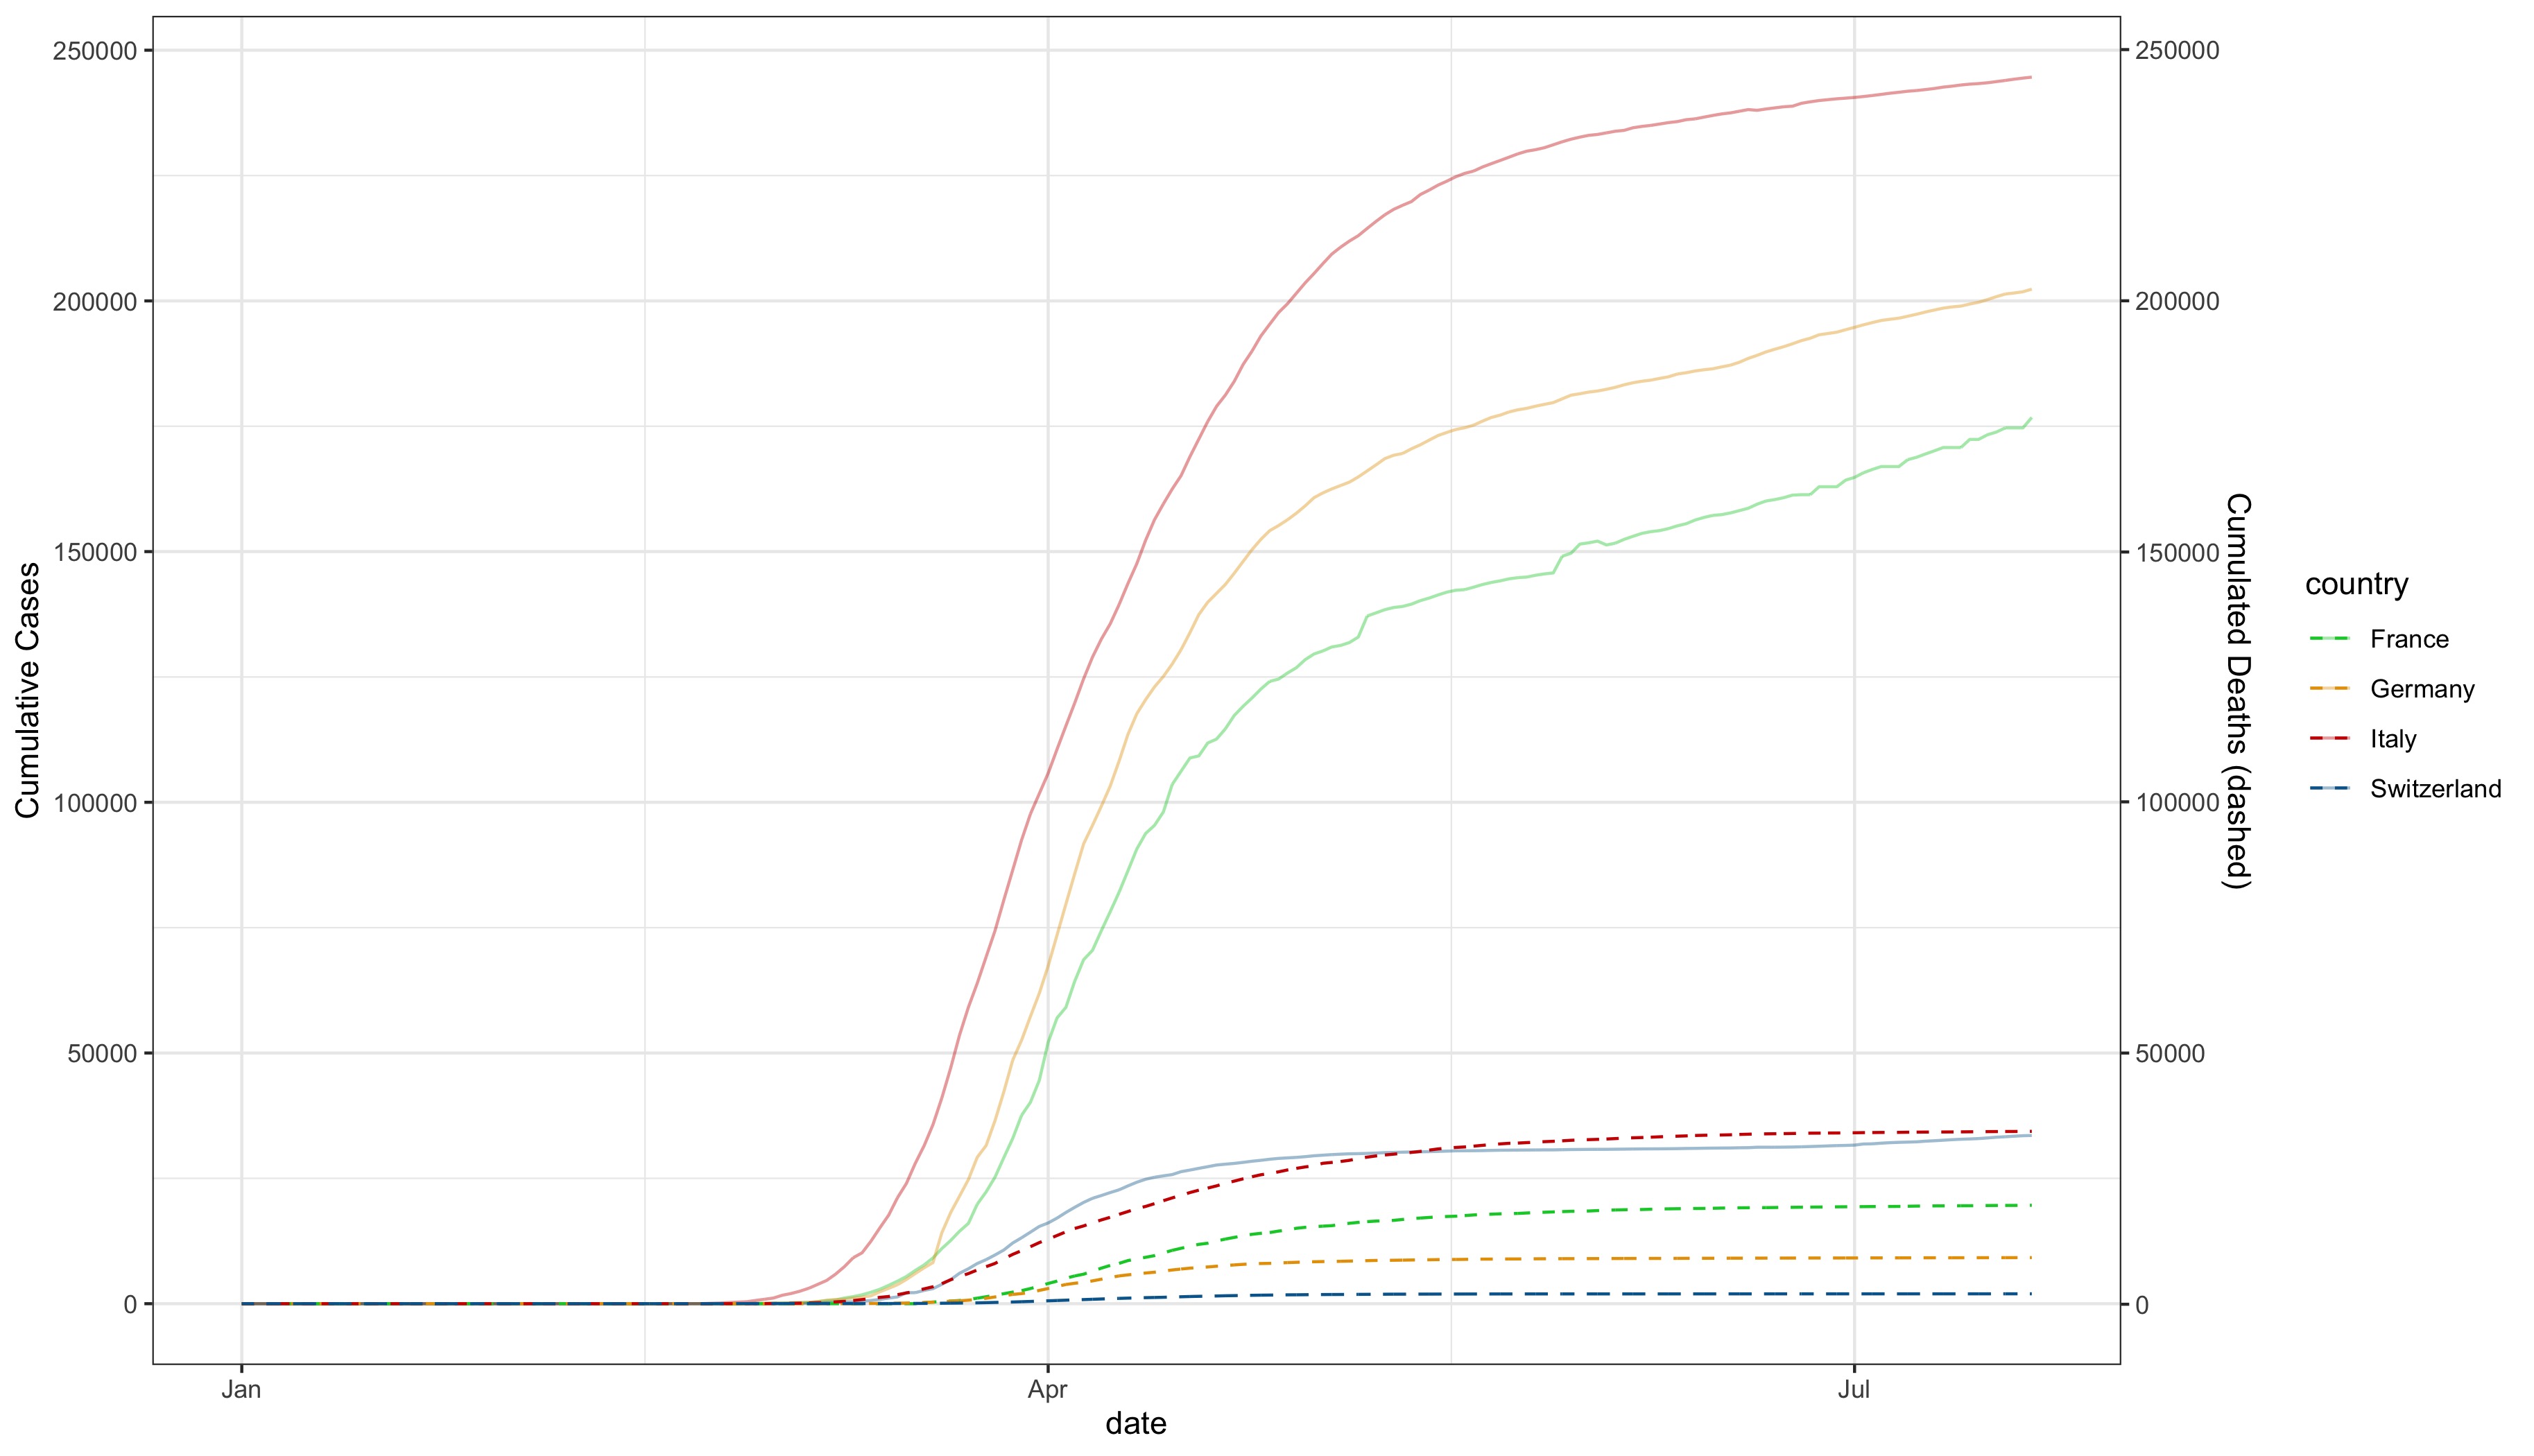 250000
200000
150000
100000
50000
0
Cumulative Cases
Jan
Apr
Jul
date
250000
200000
150000
100000
50000
0
Cumulated Deaths (dashed)
country
France
Germany
Italy
Switzerland